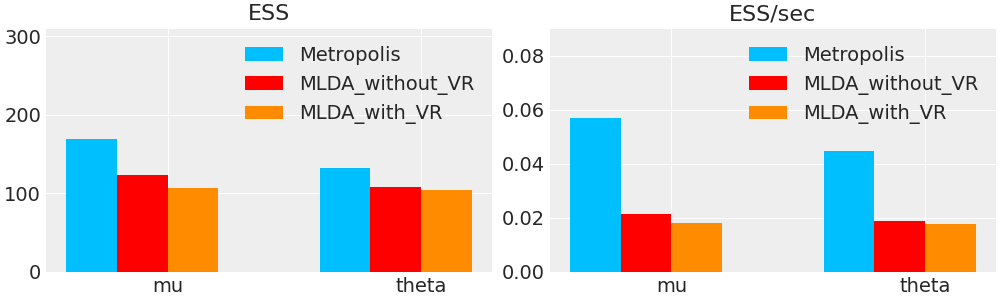 ESS
300
200
100
0
Metropolis
MLDA_without_VR
MLDA_with_VR
mu
theta
ESS/sec
0.08
0.06
0.04
0.02
0.00
Metropolis
MLDA_without_VR
MLDA_with_VR
mu
theta